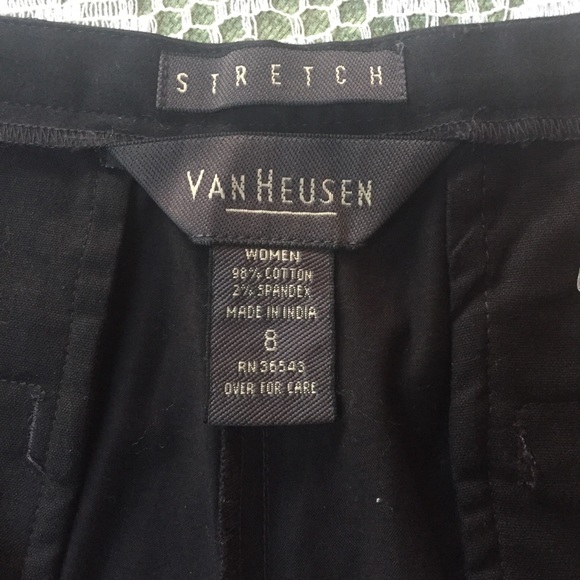 STRETCH
VAN HEUSEN
WOMEN
98% COTTON
2% SPANDEX
MADE IN INDIA
8
RN 36543
OVER FOR CARE